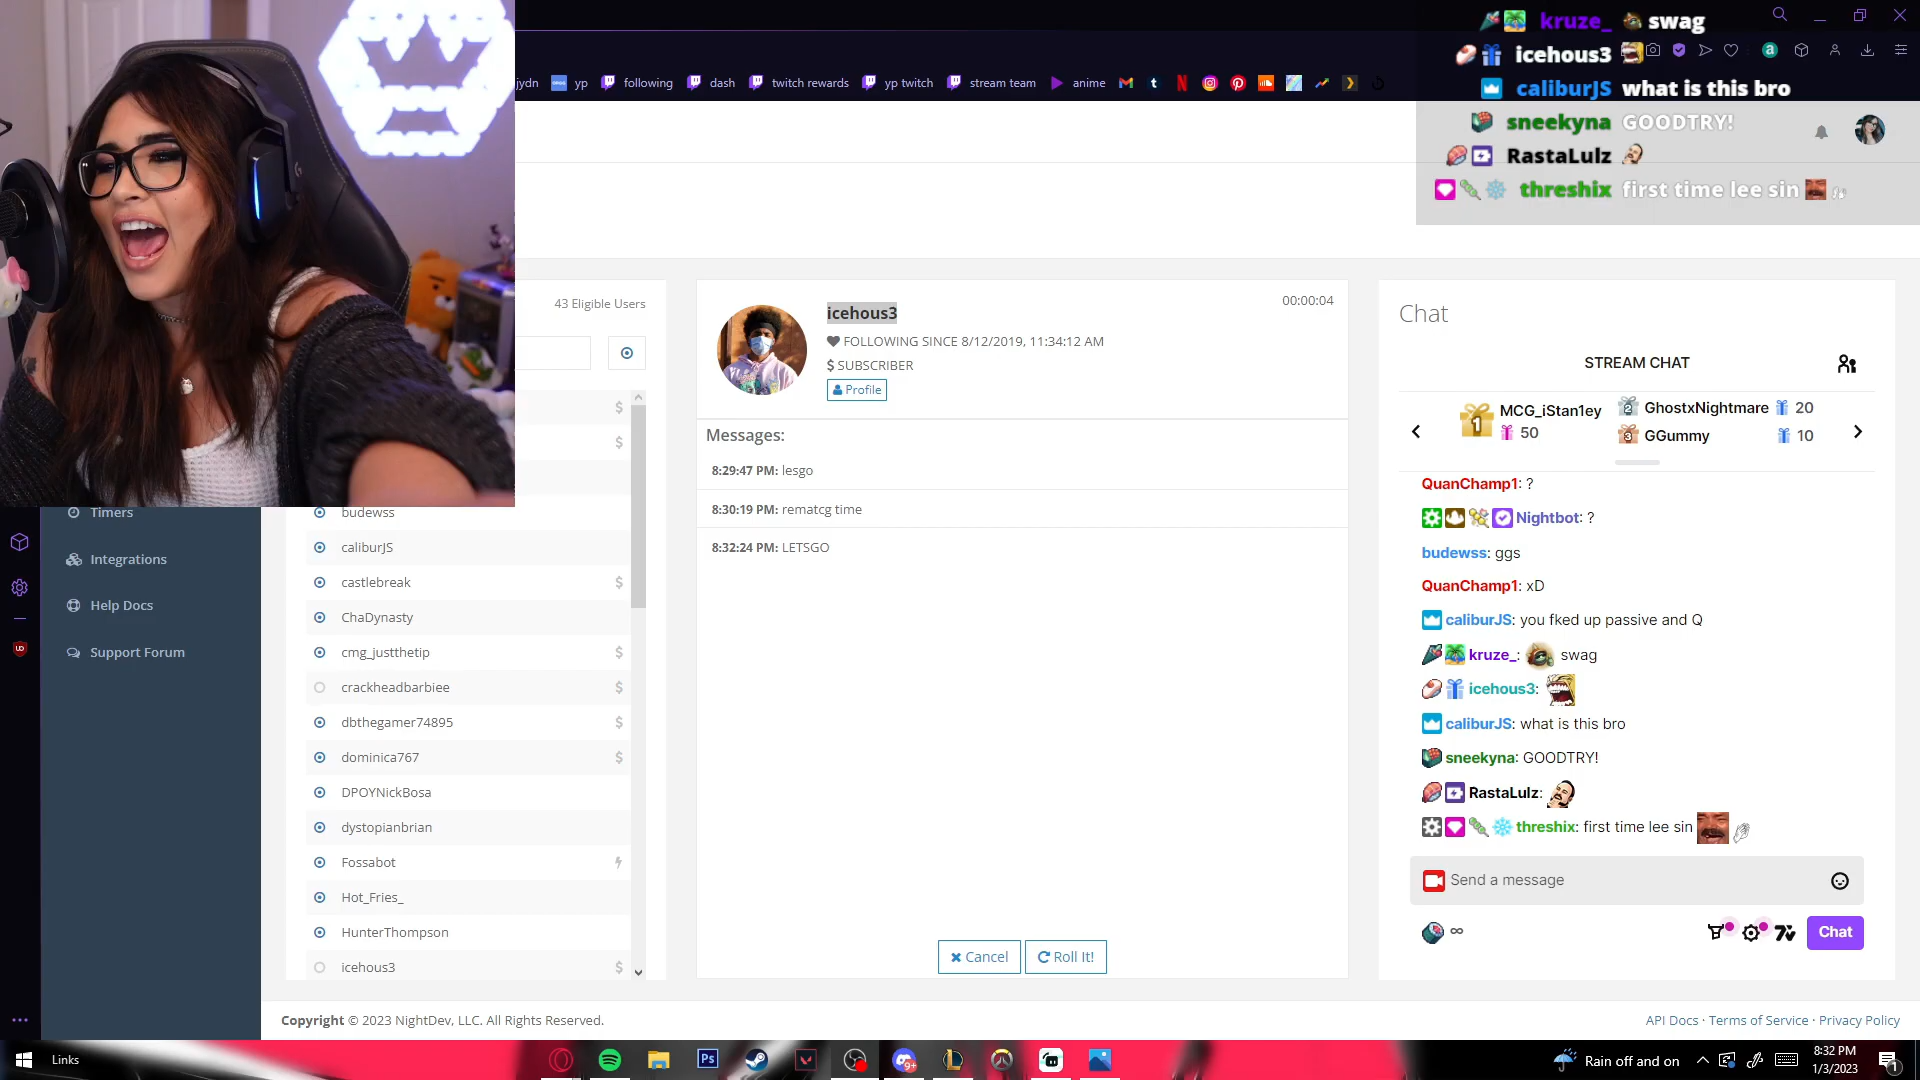 jydn yp following dash twitch rewards yp twitch stream team anime
kruze_ swag
icehous3
caliburJS what is this bro
sneekyna GOODTRY!
RastaLulz
threshix first time lee sin
43 Eligible Users
budewss
caliburJS
castlebreak $
ChaDynasty
cmg_justthetip $
crackheadbarbiee $
dbthegamer74895 $
dominica767 $
DPOYNickBosa
dystopianbrian
Fossabot
Hot_Fries_
HunterThompson
icehous3 $
Timers
Integrations
Help Docs
Support Forum
icehous3
00:00:04
FOLLOWING SINCE 8/12/2019, 11:34:12 AM
$ SUBSCRIBER
Profile
Messages:
8:29:47 PM: lesgo
8:30:19 PM: rematcg time
8:32:24 PM: LETSGO
Cancel
Roll It!
Chat
STREAM CHAT
1 MCG_iStan1ey 50
2 GhostxNightmare 20
3 GGummy 10
QuanChamp1: ?
Nightbot: ?
budewss: ggs
QuanChamp1: xD
caliburJS: you fked up passive and Q
kruze_: swag
icehous3:
caliburJS: what is this bro
sneekyna: GOODTRY!
RastaLulz:
threshix: first time lee sin
Send a message
∞
Chat
Copyright © 2023 NightDev, LLC. All Rights Reserved.
API Docs · Terms of Service · Privacy Policy
Links
Ps
9+
Rain off and on
8:32 PM
1/3/2023
1